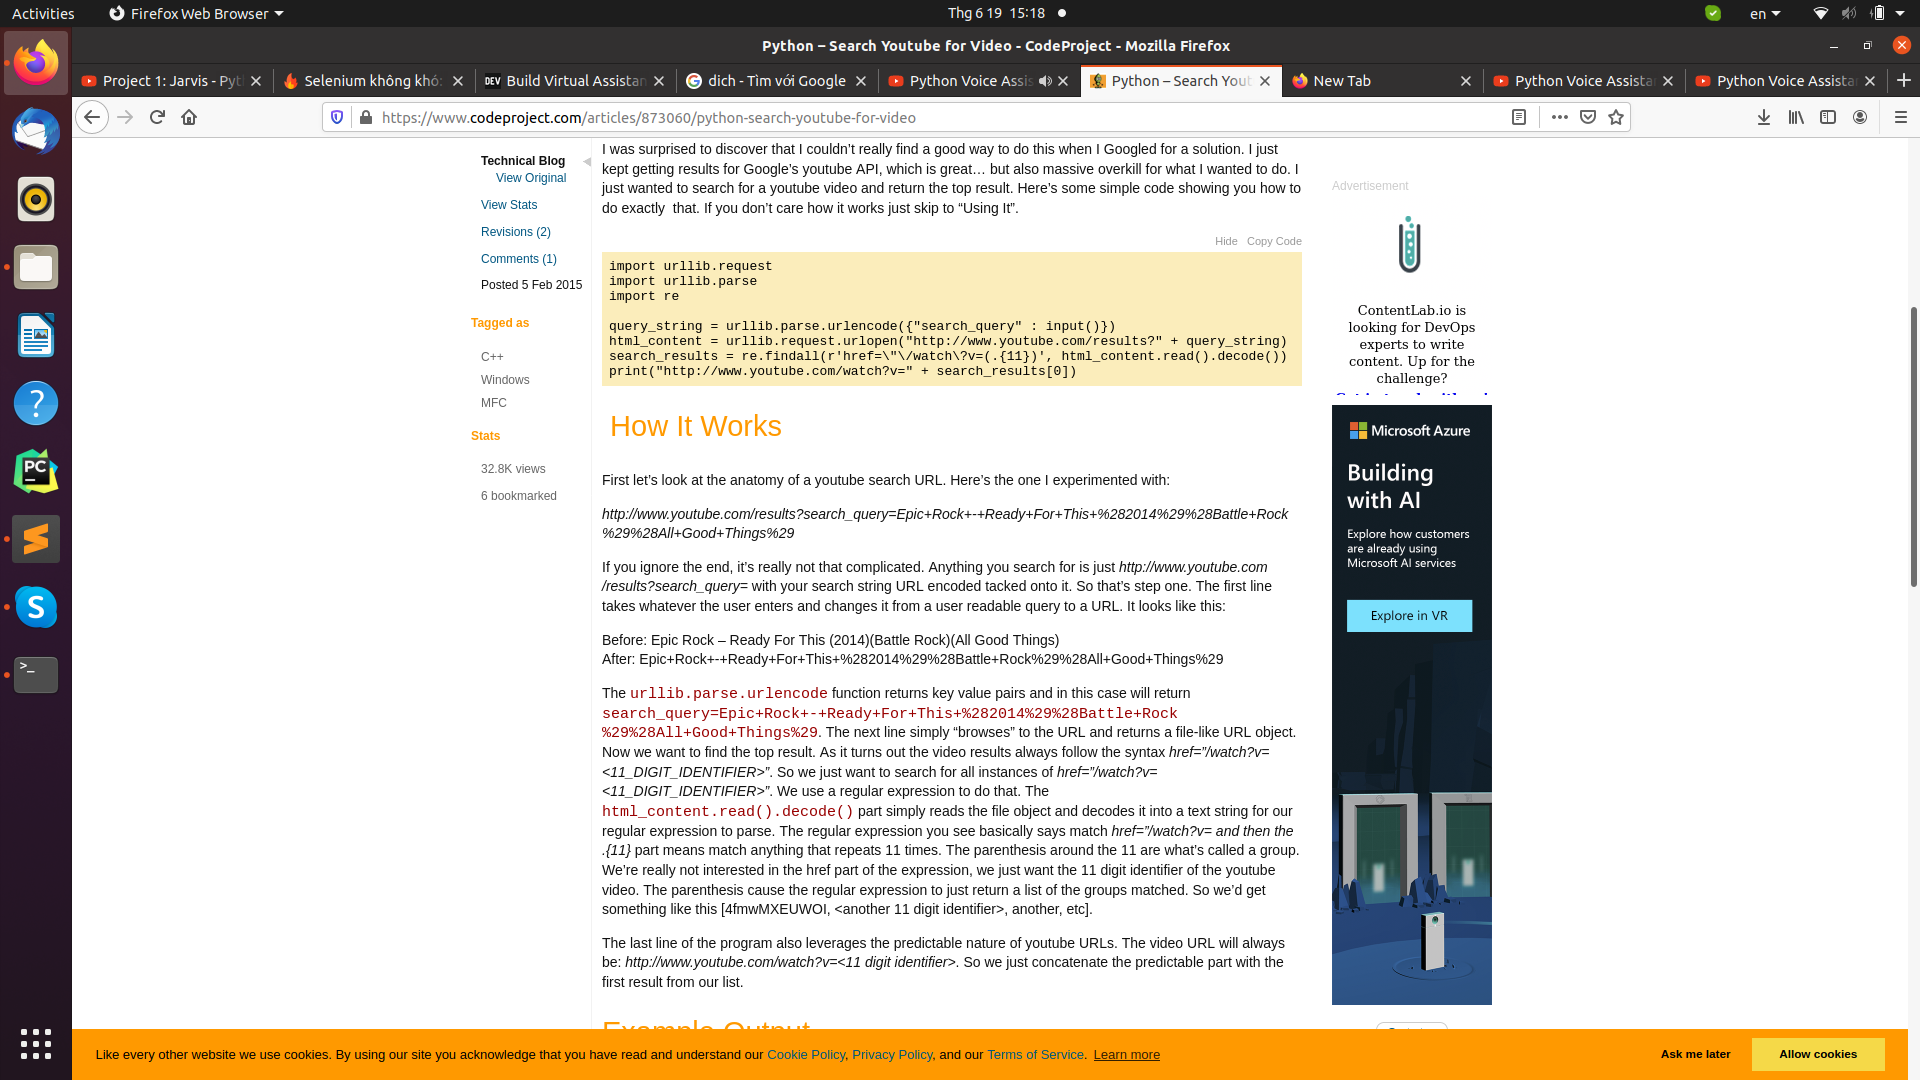 Activities
Firefox Web Browser
Thg 6 19 15:18
en
Python – Search Youtube for Video - CodeProject - Mozilla Firefox
Project 1: Jarvis - Pyt
Selenium không khó:
DEV Build Virtual Assistan
dich - Tìm với Google
Python Voice Assis
Python – Search Yout
New Tab
Python Voice Assista
Python Voice Assista
https://www.codeproject.com/articles/873060/python-search-youtube-for-video
Technical Blog
View Original
View Stats
Revisions (2)
Comments (1)
Posted 5 Feb 2015
Tagged as
C++
Windows
MFC
Stats
32.8K views
6 bookmarked
I was surprised to discover that I couldn’t really find a good way to do this when I Googled for a solution. I just
kept getting results for Google’s youtube API, which is great… but also massive overkill for what I wanted to do. I
just wanted to search for a youtube video and return the top result. Here’s some simple code showing you how to
do exactly  that. If you don’t care how it works just skip to “Using It”.
Hide Copy Code
import urllib.request
import urllib.parse
import re
query_string = urllib.parse.urlencode({"search_query" : input()})
html_content = urllib.request.urlopen("http://www.youtube.com/results?" + query_string)
search_results = re.findall(r'href=\"\/watch\?v=(.{11})', html_content.read().decode())
print("http://www.youtube.com/watch?v=" + search_results[0])
How It Works
First let’s look at the anatomy of a youtube search URL. Here’s the one I experimented with:
http://www.youtube.com/results?search_query=Epic+Rock+-+Ready+For+This+%282014%29%28Battle+Rock
%29%28All+Good+Things%29
If you ignore the end, it’s really not that complicated. Anything you search for is just http://www.youtube.com
/results?search_query= with your search string URL encoded tacked onto it. So that’s step one. The first line
takes whatever the user enters and changes it from a user readable query to a URL. It looks like this:
Before: Epic Rock – Ready For This (2014)(Battle Rock)(All Good Things)
After: Epic+Rock+-+Ready+For+This+%282014%29%28Battle+Rock%29%28All+Good+Things%29
The urllib.parse.urlencode function returns key value pairs and in this case will return
search_query=Epic+Rock+-+Ready+For+This+%282014%29%28Battle+Rock
%29%28All+Good+Things%29. The next line simply “browses” to the URL and returns a file-like URL object.
Now we want to find the top result. As it turns out the video results always follow the syntax href=”/watch?v=
<11_DIGIT_IDENTIFIER>”. So we just want to search for all instances of href=”/watch?v=
<11_DIGIT_IDENTIFIER>”. We use a regular expression to do that. The
html_content.read().decode() part simply reads the file object and decodes it into a text string for our
regular expression to parse. The regular expression you see basically says match href=”/watch?v= and then the
.{11} part means match anything that repeats 11 times. The parenthesis around the 11 are what’s called a group.
We’re really not interested in the href part of the expression, we just want the 11 digit identifier of the youtube
video. The parenthesis cause the regular expression to just return a list of the groups matched. So we’d get
something like this [4fmwMXEUWOI, <another 11 digit identifier>, another, etc].
The last line of the program also leverages the predictable nature of youtube URLs. The video URL will always
be: http://www.youtube.com/watch?v=<11 digit identifier>. So we just concatenate the predictable part with the
first result from our list.
Example Output
Advertisement
ContentLab.io is
looking for DevOps
experts to write
content. Up for the
challenge?
Microsoft Azure
Building
with AI
Explore how customers
are already using
Microsoft AI services
Explore in VR
Like every other website we use cookies. By using our site you acknowledge that you have read and understand our Cookie Policy, Privacy Policy, and our Terms of Service. Learn more
Ask me later
Allow cookies